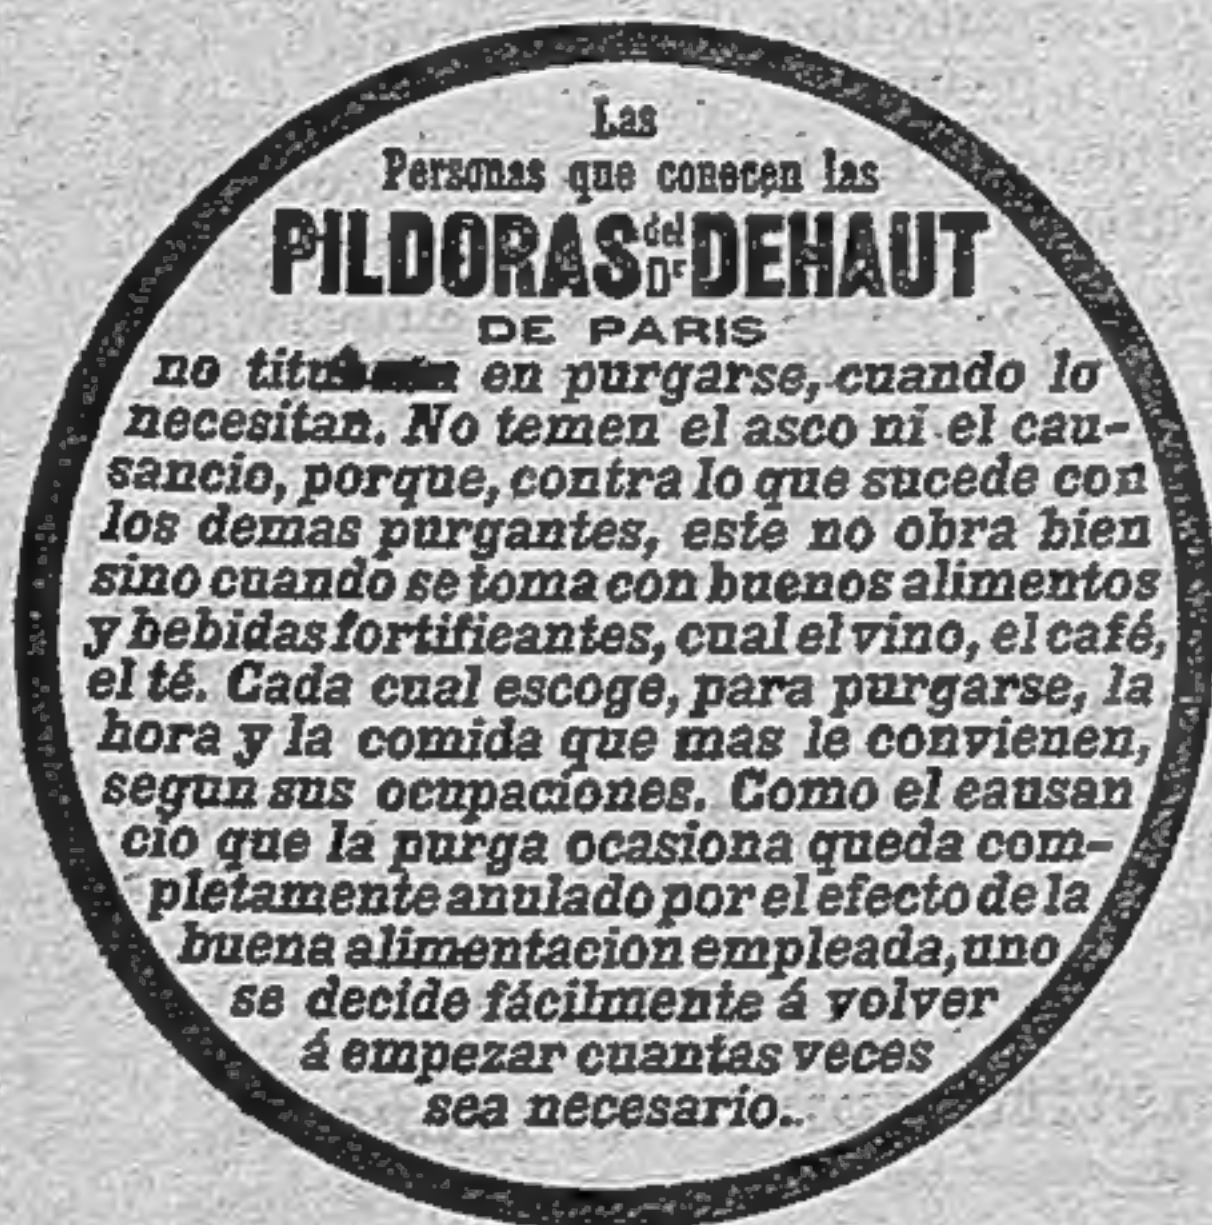 Las
Personas que conocen las
PILDORAS del Dr DEHAUT
DE PARIS
no en purgarse, cuando lo
necesitan. No temen el asco ni el cau-
sancio, porque, contra lo que sucede con
los demas purgantes, este no obra bien
sino cuando se toma con buenos alimentos
y bebidas fortificantes, cual el vino, el café,
el té. Cada cual escoge, para purgarse, la
hora y la comida que mas le convienen,
segun sus ocupaciones. Como el causan
cio que la purga ocasiona queda com-
pletamente anulado por el efecto de la
buena alimentacion empleada, uno
se decide fácilmente á volver
á empezar cuantas veces
sea necesario.